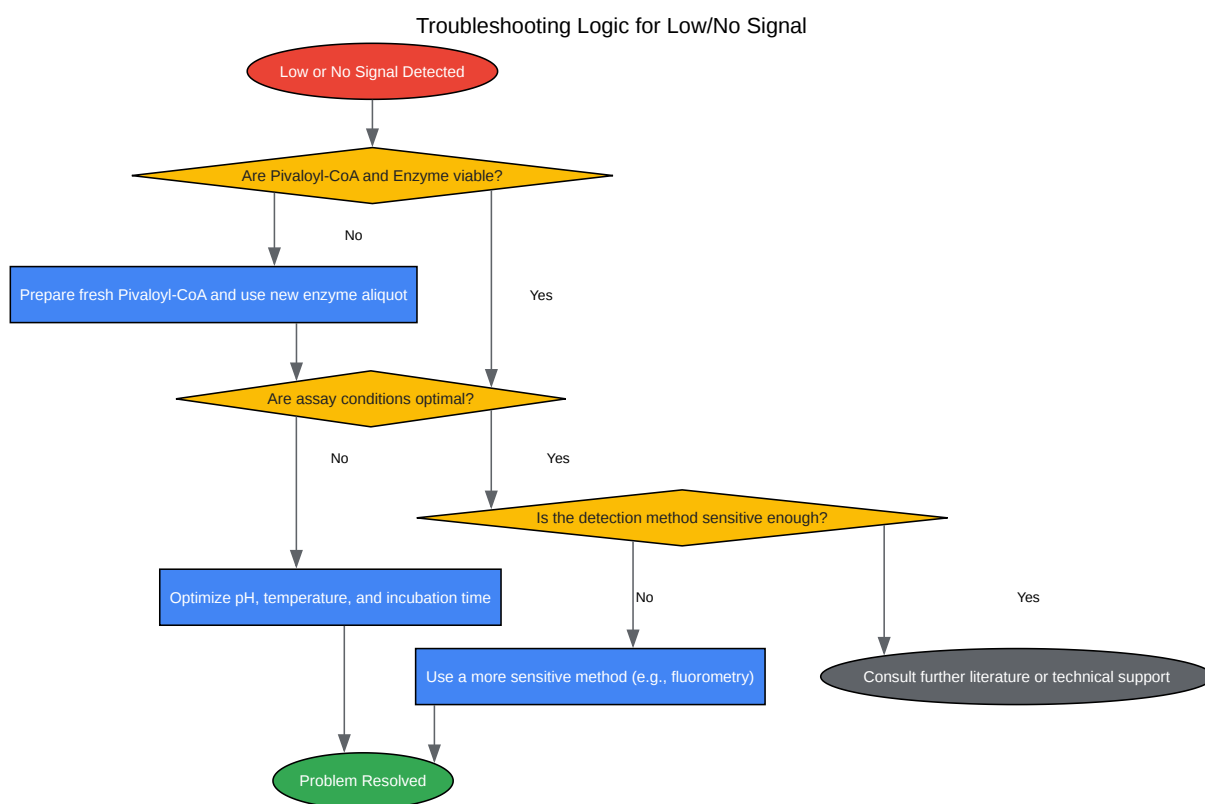 Troubleshooting Logic for Low/No Signal
Low or No Signal Detected
Are Pivaloyl-CoA and Enzyme viable?
No
Prepare fresh Pivaloyl-CoA and use new enzyme aliquot
Yes
Are assay conditions optimal?
No
Yes
Is the detection method sensitive enough?
Optimize pH, temperature, and incubation time
No
Yes
Use a more sensitive method (e.g., fluorometry)
Consult further literature or technical support
Problem Resolved